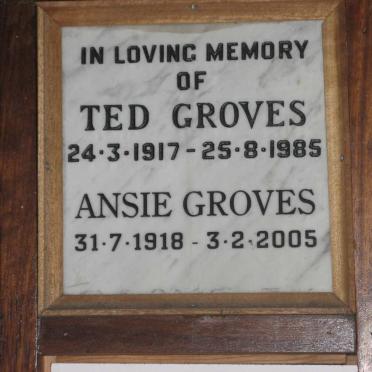 IN LOVING MEMORY
OF
TED GROVES
24·3·1917 - 25·8·1985
ANSIE GROVES
31·7·1918 - 3·2·2005